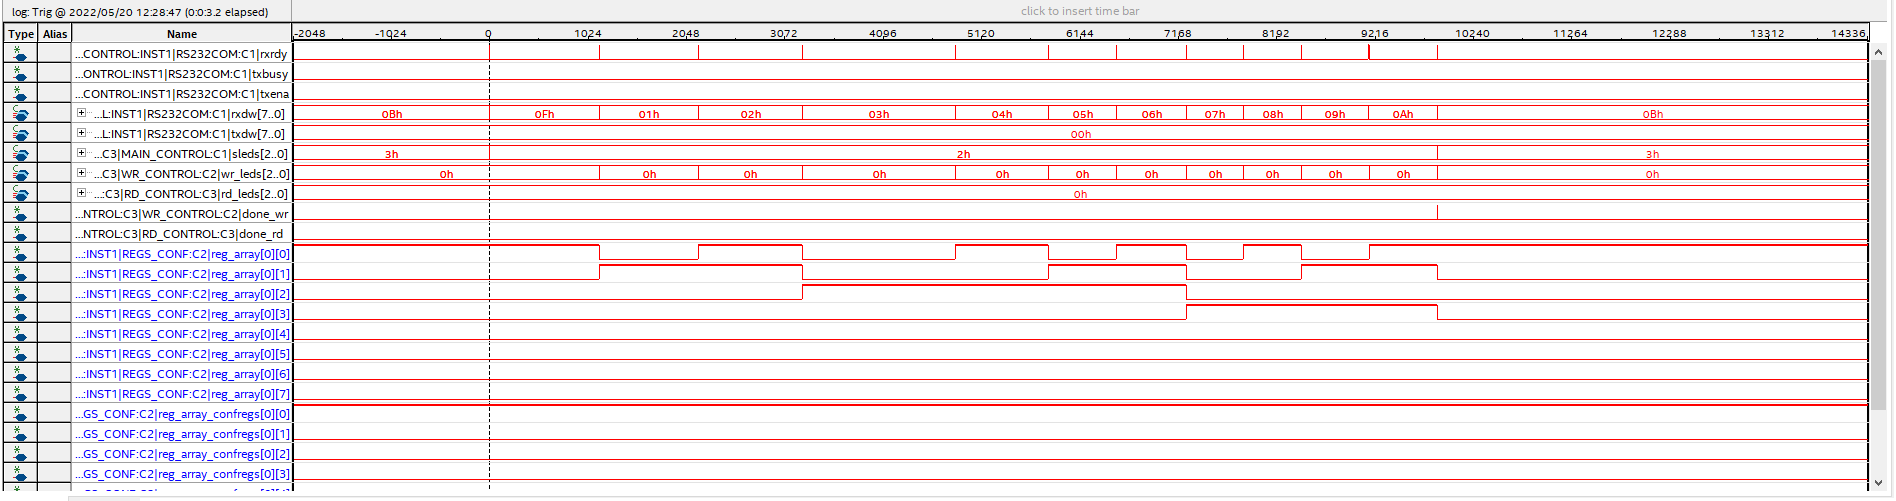 log: Trig @ 2022/05/20 12:28:47 (0:0:3.2 elapsed) click to insert time bar
Type Alias Name -2048 -1024 0 1024 2048 3072 4096 5120 6144 7168 8192 9216 10240 11264 12288 13312 14336
...CONTROL:INST1|RS232COM:C1|rxrdy
...ONTROL:INST1|RS232COM:C1|txbusy
...CONTROL:INST1|RS232COM:C1|txena
...L:INST1|RS232COM:C1|rxdw[7..0] 0Bh 0Fh 01h 02h 03h 04h 05h 06h 07h 08h 09h 0Ah 0Bh
...L:INST1|RS232COM:C1|txdw[7..0] 00h
...C3|MAIN_CONTROL:C1|sleds[2..0] 3h 2h 3h
...C3|WR_CONTROL:C2|wr_leds[2..0] 0h 0h 0h 0h 0h 0h 0h 0h 0h 0h 0h 0h
...:C3|RD_CONTROL:C3|rd_leds[2..0] 0h
...NTROL:C3|WR_CONTROL:C2|done_wr
...NTROL:C3|RD_CONTROL:C3|done_rd
...:INST1|REGS_CONF:C2|reg_array[0][0]
...:INST1|REGS_CONF:C2|reg_array[0][1]
...:INST1|REGS_CONF:C2|reg_array[0][2]
...:INST1|REGS_CONF:C2|reg_array[0][3]
...:INST1|REGS_CONF:C2|reg_array[0][4]
...:INST1|REGS_CONF:C2|reg_array[0][5]
...:INST1|REGS_CONF:C2|reg_array[0][6]
...:INST1|REGS_CONF:C2|reg_array[0][7]
...GS_CONF:C2|reg_array_confregs[0][0]
...GS_CONF:C2|reg_array_confregs[0][1]
...GS_CONF:C2|reg_array_confregs[0][2]
...GS_CONF:C2|reg_array_confregs[0][3]